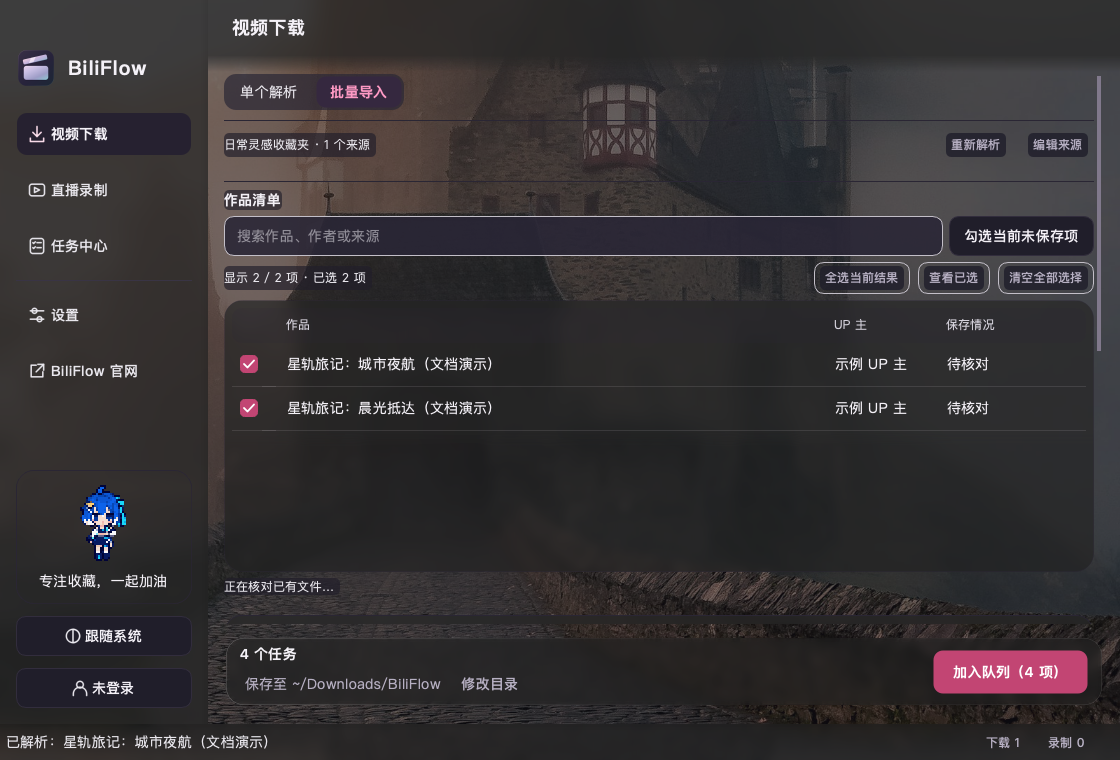 视频下载
BiliFlow
视频下载
直播录制
任务中心
设置
BiliFlow 官网
专注收藏，一起加油
跟随系统
未登录
单个解析 批量导入
日常灵感收藏夹 · 1 个来源 重新解析 编辑来源
作品清单
搜索作品、作者或来源 勾选当前未保存项
显示 2 / 2 项 · 已选 2 项 全选当前结果 查看已选 清空全部选择
作品 UP 主 保存情况
星轨旅记：城市夜航（文档演示） 示例 UP 主 待核对
星轨旅记：晨光抵达（文档演示） 示例 UP 主 待核对
正在核对已有文件...
4 个任务
保存至 ~/Downloads/BiliFlow 修改目录
加入队列（4 项）
已解析：星轨旅记：城市夜航（文档演示） 下载 1 录制 0